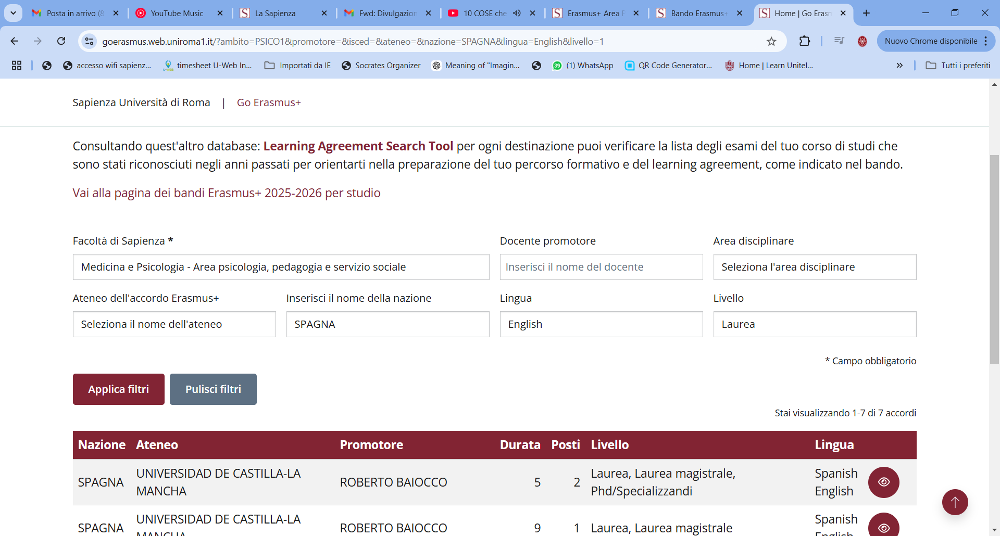 Posta in arrivo (8
YouTube Music
La Sapienza
Fwd: Divulgazion
10 COSE che
Erasmus+ Area P
Bando Erasmus+
Home | Go Erasm
goerasmus.web.uniroma1.it/?ambito=PSICO1&promotore=&isced=&ateneo=&nazione=SPAGNA&lingua=English&livello=1
Nuovo Chrome disponibile
accesso wifi sapienz...
timesheet U-Web In...
Importati da IE
Socrates Organizer
Meaning of "Imagin...
(1) WhatsApp
QR Code Generator...
Home | Learn Unitel...
Tutti i preferiti
Sapienza Università di Roma | Go Erasmus+
Consultando quest'altro database: Learning Agreement Search Tool per ogni destinazione puoi verificare la lista degli esami del tuo corso di studi che
sono stati riconosciuti negli anni passati per orientarti nella preparazione del tuo percorso formativo e del learning agreement, come indicato nel bando.
Vai alla pagina dei bandi Erasmus+ 2025-2026 per studio
Facoltà di Sapienza *
Docente promotore
Area disciplinare
Medicina e Psicologia - Area psicologia, pedagogia e servizio sociale
Inserisci il nome del docente
Seleziona l'area disciplinare
Ateneo dell'accordo Erasmus+
Inserisci il nome della nazione
Lingua
Livello
Seleziona il nome dell'ateneo
SPAGNA
English
Laurea
* Campo obbligatorio
Applica filtri
Pulisci filtri
Stai visualizzando 1-7 di 7 accordi
Nazione Ateneo Promotore Durata Posti Livello Lingua
SPAGNA
UNIVERSIDAD DE CASTILLA-LA
MANCHA
ROBERTO BAIOCCO
5
2
Laurea, Laurea magistrale,
Phd/Specializzandi
Spanish
English
SPAGNA
UNIVERSIDAD DE CASTILLA-LA
MANCHA
ROBERTO BAIOCCO
9
1
Laurea, Laurea magistrale
Spanish
English